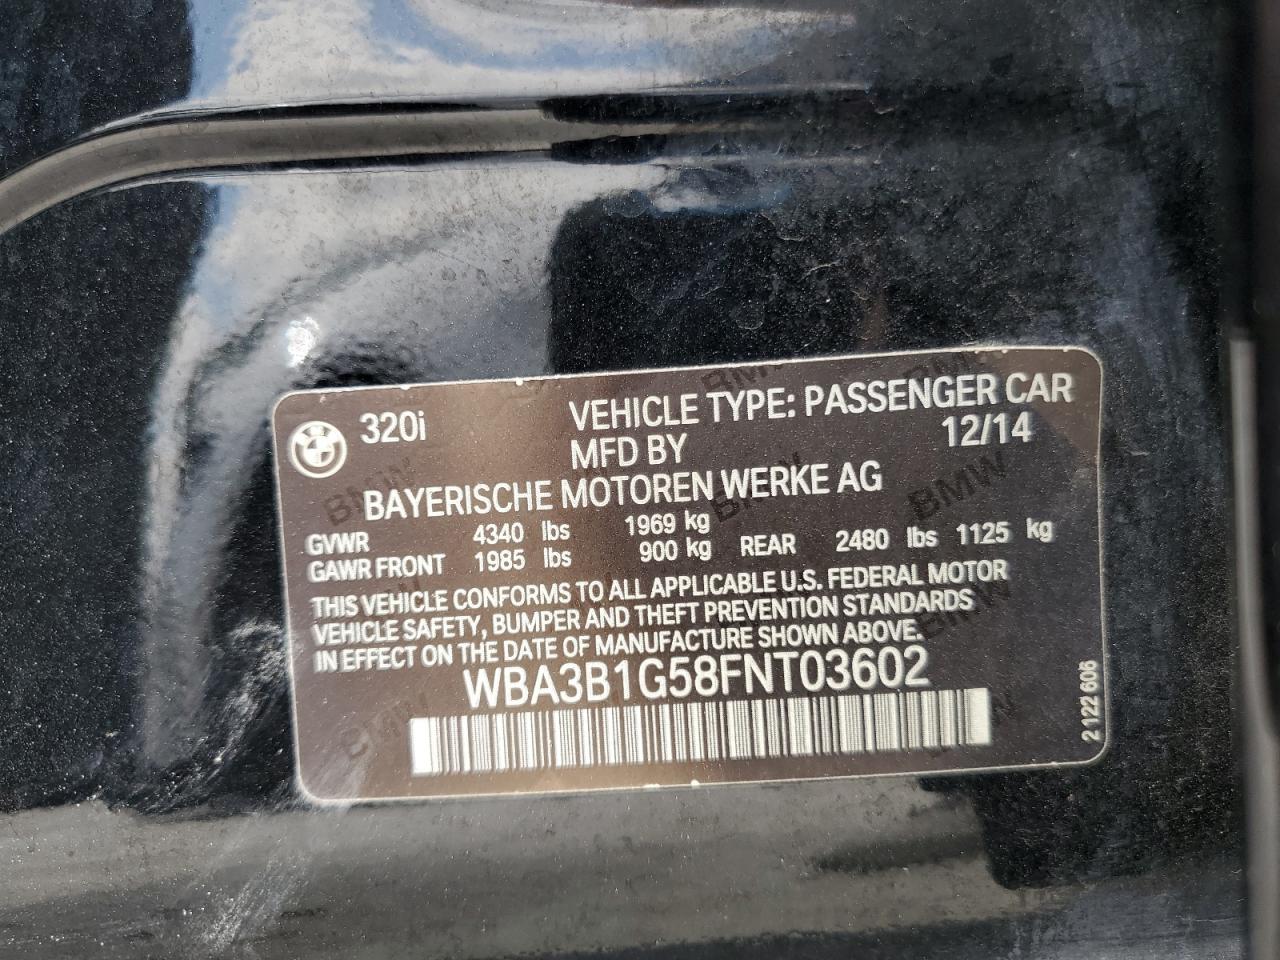 320i VEHICLE TYPE: PASSENGER CAR
MFD BY 12/14
BAYERISCHE MOTOREN WERKE AG
GVWR 4340 lbs 1969 kg
GAWR FRONT 1985 lbs 900 kg REAR 2480 lbs 1125 kg
THIS VEHICLE CONFORMS TO ALL APPLICABLE U.S. FEDERAL MOTOR
VEHICLE SAFETY, BUMPER AND THEFT PREVENTION STANDARDS
IN EFFECT ON THE DATE OF MANUFACTURE SHOWN ABOVE.
WBA3B1G58FNT03602
2 122 606